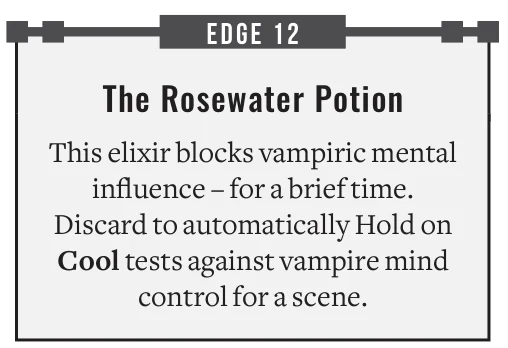 EDGE 12
The Rosewater Potion
This elixir blocks vampiric mental
influence – for a brief time.
Discard to automatically Hold on
Cool tests against vampire mind
control for a scene.